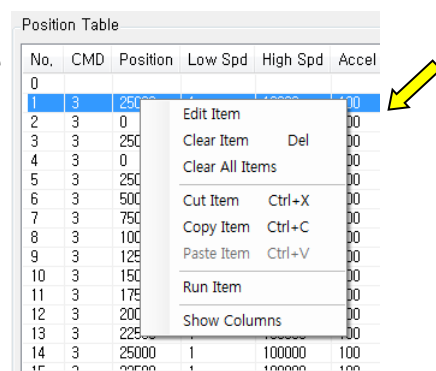 Position Table
No. CMD Position Low Spd High Spd Accel
0
1 3
2 3 0
3 3 250
4 3 0
5 3 250
6 3 500
7 3 750
8 3 100
9 3 125
10 3 150
11 3 175
12 3 200
13 3 100
14 3 25000 1 100000 100
Edit Item
Clear Item Del
Clear All Items
Cut Item Ctrl+X
Copy Item Ctrl+C
Paste Item Ctrl+V
Run Item
Show Columns